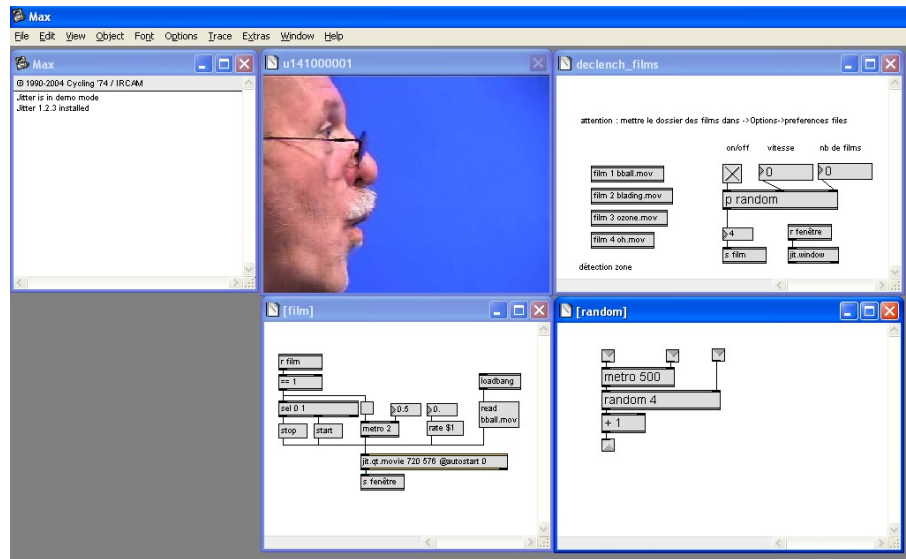 Max
File Edit View Object Font Options Trace Extras Window Help
Max
© 1990-2004 Cycling '74 / IRCAM
Jitter is in demo mode
Jitter 1.2.3 installed
u141000001
declench_films
attention : mettre le dossier des films dans ->Options->preferences files
on/off vitesse nb de films
0 0
film 1 bball.mov
film 2 blading.mov
film 3 ozone.mov
film 4 oh.mov
p random
4 r fenêtre
s film jit.window
détection zone
[film]
r film
== 1
loadbang
sel 0 1
0.5 0.
read bball.mov
stop start metro 2 rate $1
jit.qt.movie 720 576 @autostart 0
s fenêtre
[random]
metro 500
random 4
+ 1